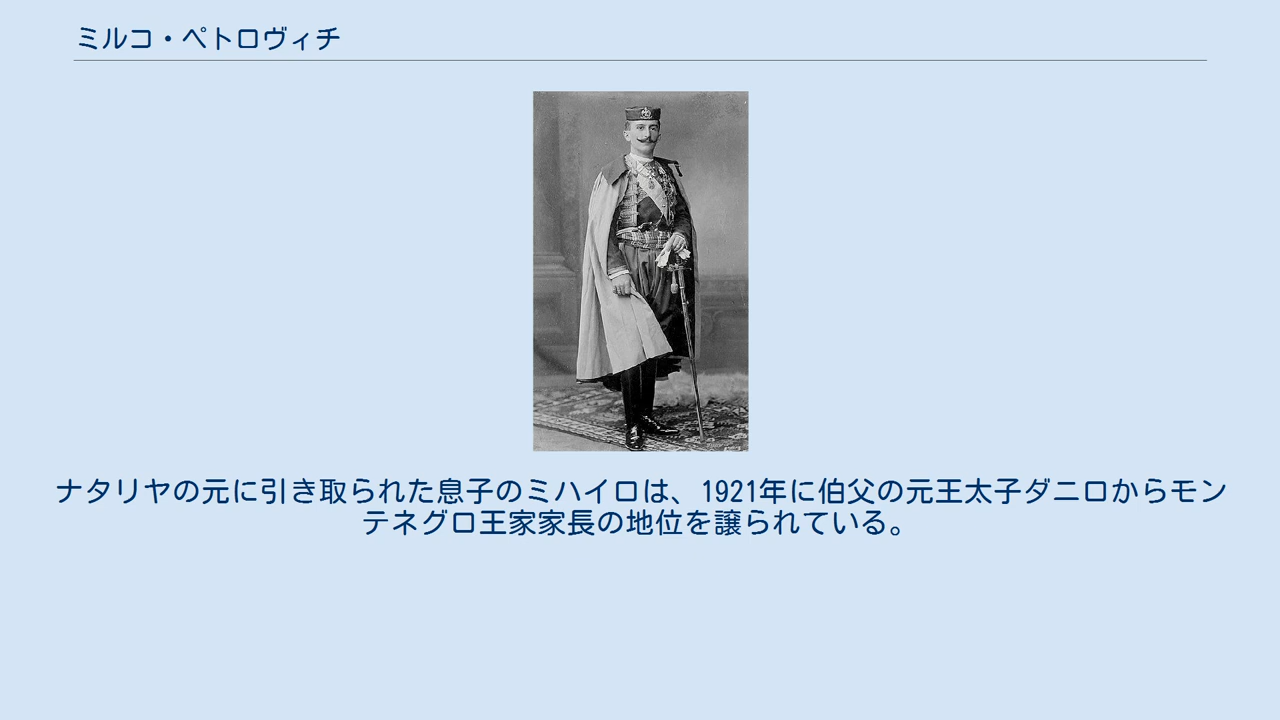 ミルコ・ペトロヴィチ
ナタリヤの元に引き取られた息子のミハイロは、1921年に伯父の元王太子ダニロからモン
テネグロ王家家長の地位を譲られている。